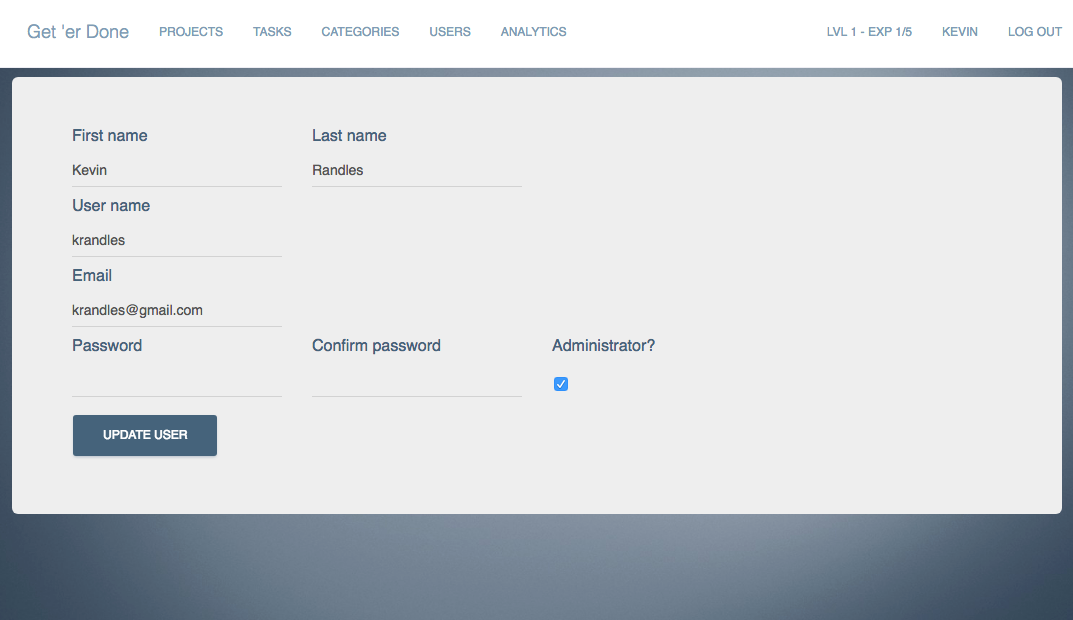 Get 'er Done PROJECTS TASKS CATEGORIES USERS ANALYTICS LVL 1 - EXP 1/5 KEVIN LOG OUT
First name Last name
Kevin Randles
User name
krandles
Email
krandles@gmail.com
Password Confirm password Administrator?
UPDATE USER